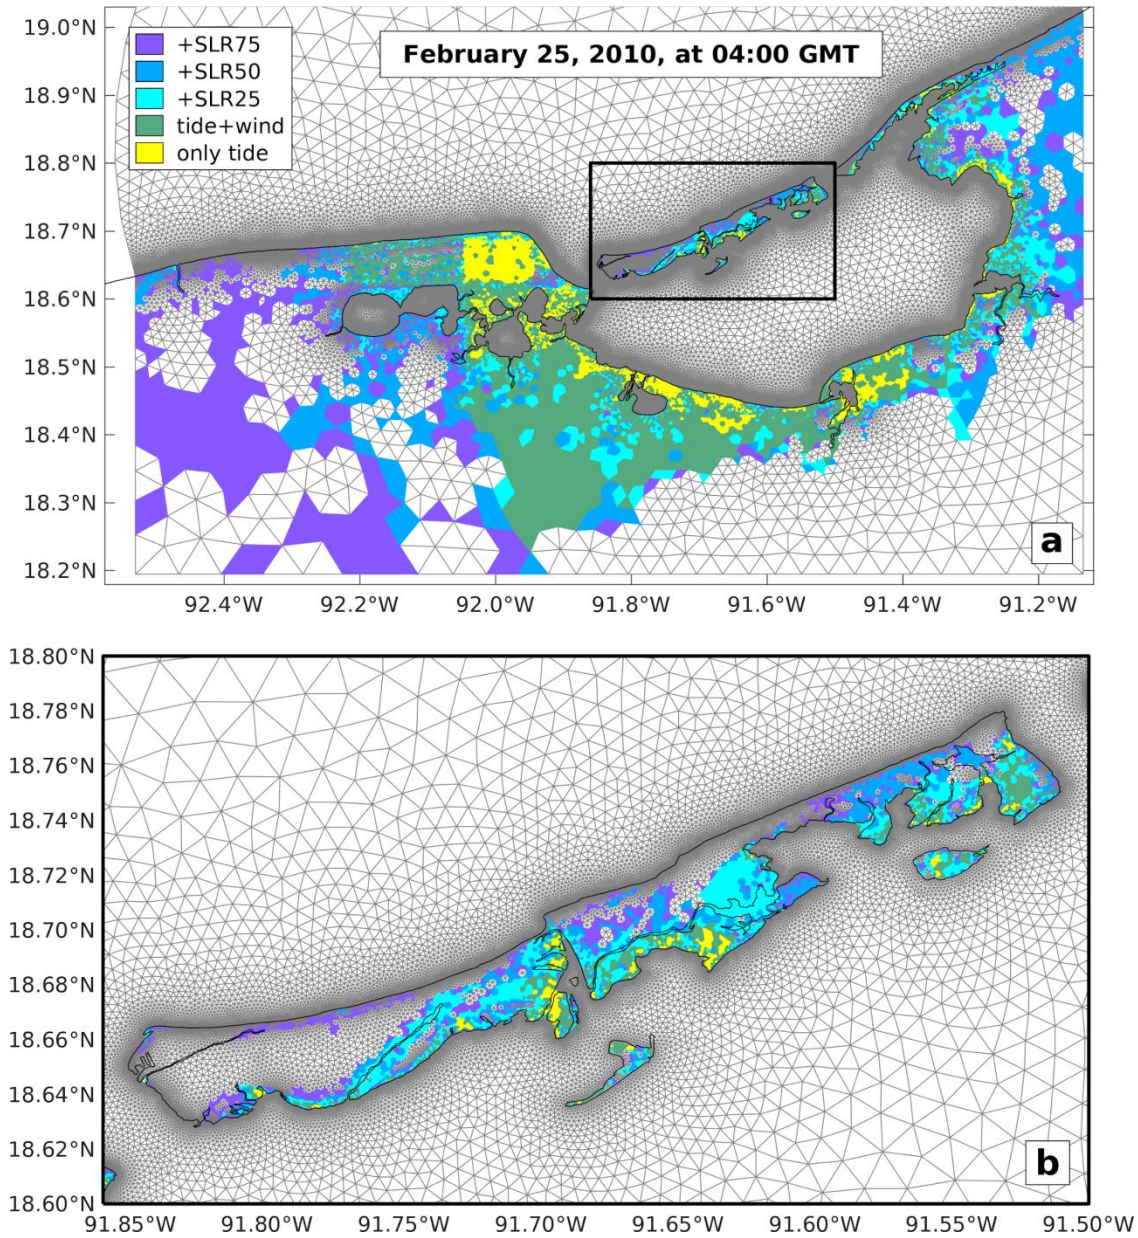 19.0°N
18.9°N
18.8°N
18.7°N
18.6°N
18.5°N
18.4°N
18.3°N
18.2°N
+SLR75
+SLR50
+SLR25
tide+wind
only tide
February 25, 2010, at 04:00 GMT
a
92.4°W 92.2°W 92.0°W 91.8°W 91.6°W 91.4°W 91.2°W
18.80°N
18.78°N
18.76°N
18.74°N
18.72°N
18.70°N
18.68°N
18.66°N
18.64°N
18.62°N
18.60°N
b
91.85°W 91.80°W 91.75°W 91.70°W 91.65°W 91.60°W 91.55°W 91.50°W